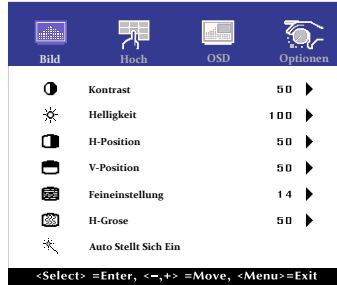 Bild Hoch OSD Optionen
Kontrast 50
Helligkeit 100
H-Position 50
V-Position 50
Feineinstellung 14
H-Grose 50
Auto Stellt Sich Ein
<Select> =Enter, <−,+> =Move, <Menu>=Exit